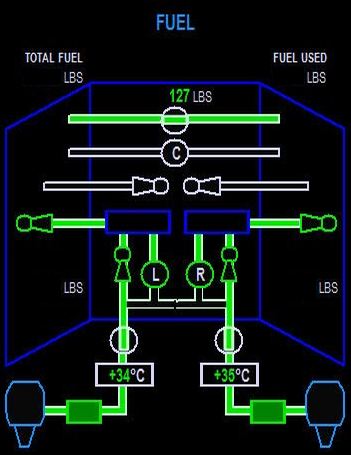 FUEL
TOTAL FUEL
FUEL USED
LBS
LBS
127 LBS
C
L
R
LBS
LBS
+34°C
+35°C